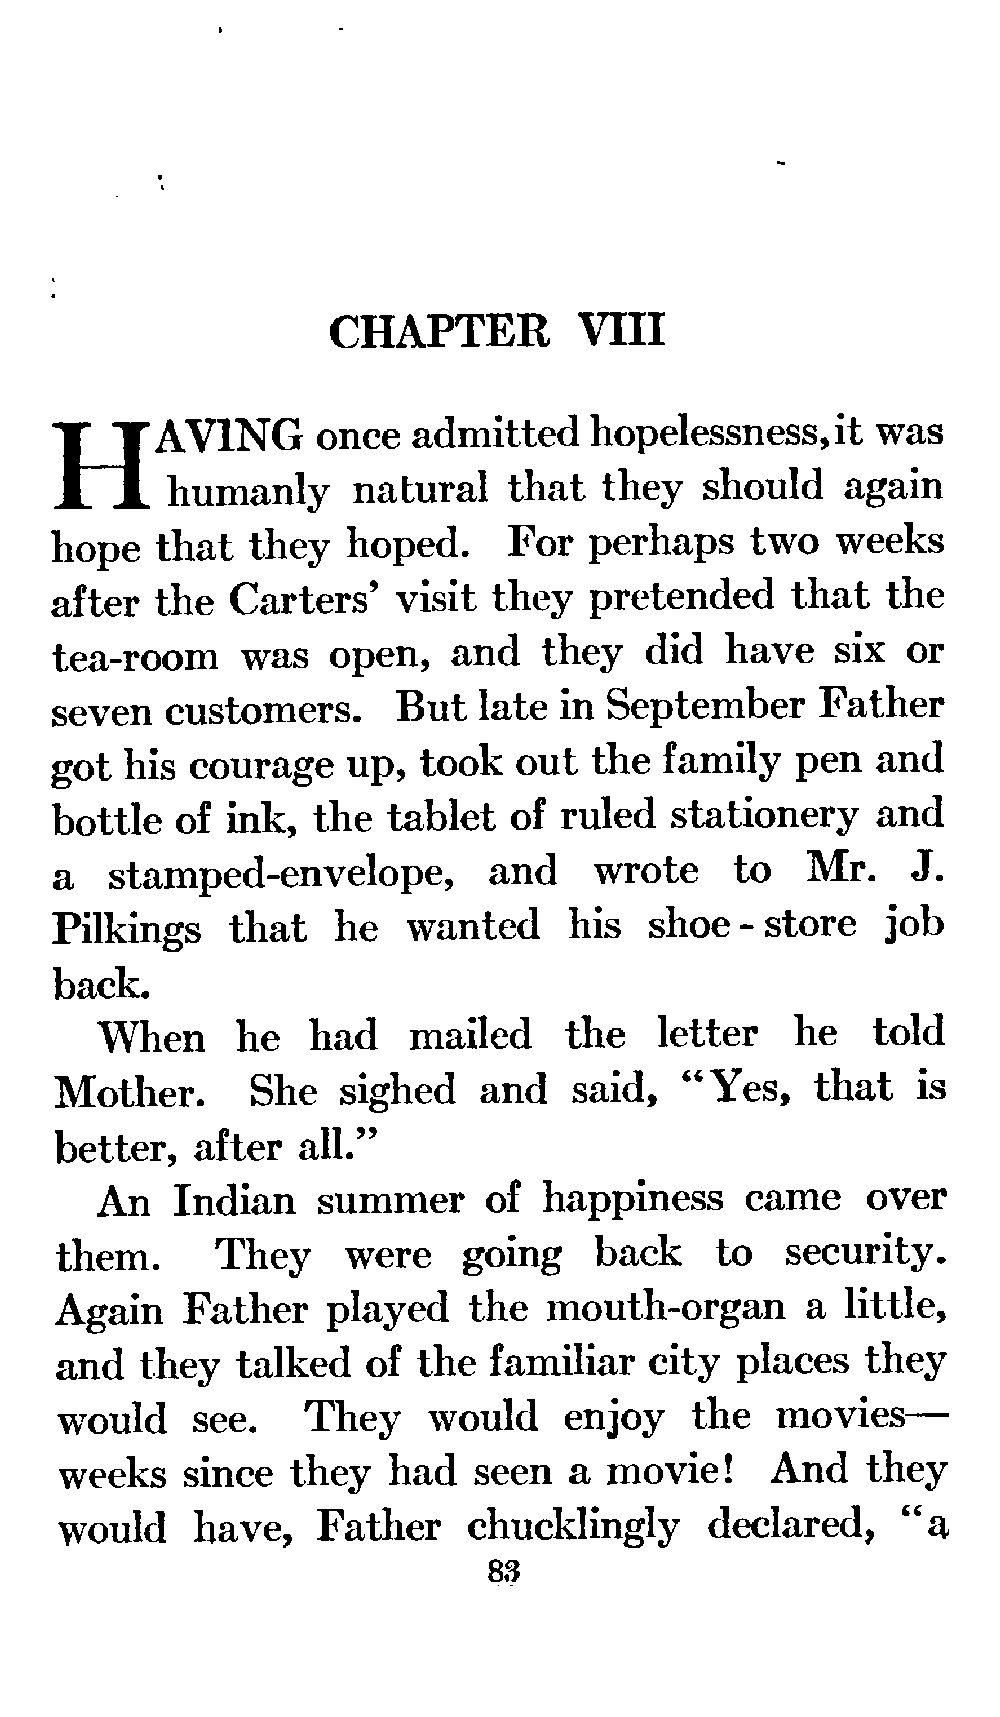 CHAPTER VIII
HAVING once admitted hopelessness, it was
humanly natural that they should again
hope that they hoped. For perhaps two weeks
after the Carters' visit they pretended that the
tea-room was open, and they did have six or
seven customers. But late in September Father
got his courage up, took out the family pen and
bottle of ink, the tablet of ruled stationery and
a stamped-envelope, and wrote to Mr. J.
Pilkings that he wanted his shoe-store job
back.
When he had mailed the letter he told
Mother. She sighed and said, "Yes, that is
better, after all."
An Indian summer of happiness came over
them. They were going back to security.
Again Father played the mouth-organ a little,
and they talked of the familiar city places they
would see. They would enjoy the movies—
weeks since they had seen a movie! And they
would have, Father chucklingly declared, "a
83